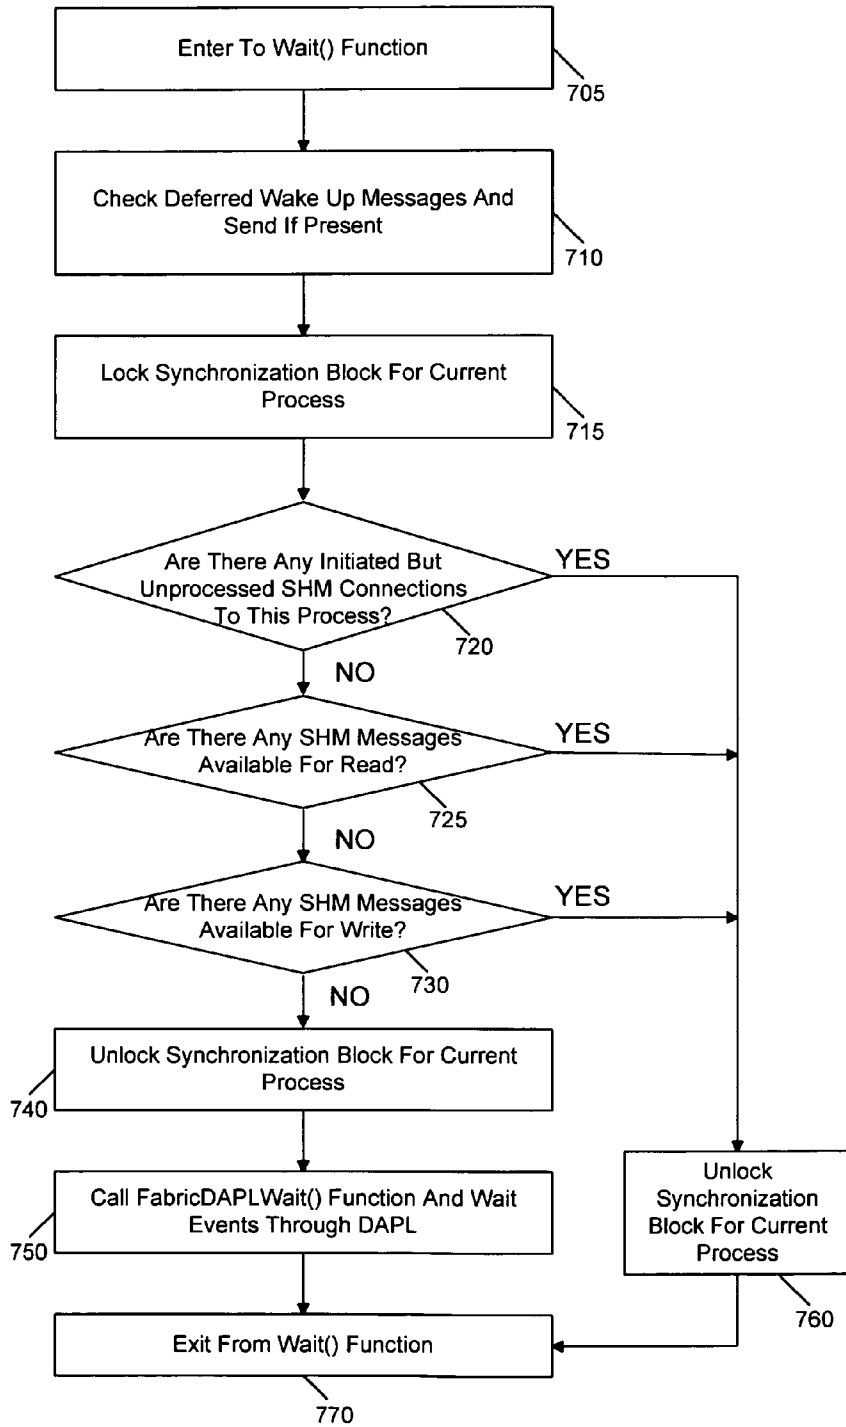 Enter To Wait() Function
705
Check Deferred Wake Up Messages And
Send If Present
710
Lock Synchronization Block For Current
Process
715
Are There Any Initiated But
Unprocessed SHM Connections
To This Process?
YES
720
NO
Are There Any SHM Messages
Available For Read?
YES
725
NO
Are There Any SHM Messages
Available For Write?
YES
730
NO
Unlock Synchronization Block For Current
Process
740
Call FabricDAPLWait() Function And Wait
Events Through DAPL
750
Unlock
Synchronization
Block For Current
Process
760
Exit From Wait() Function
770